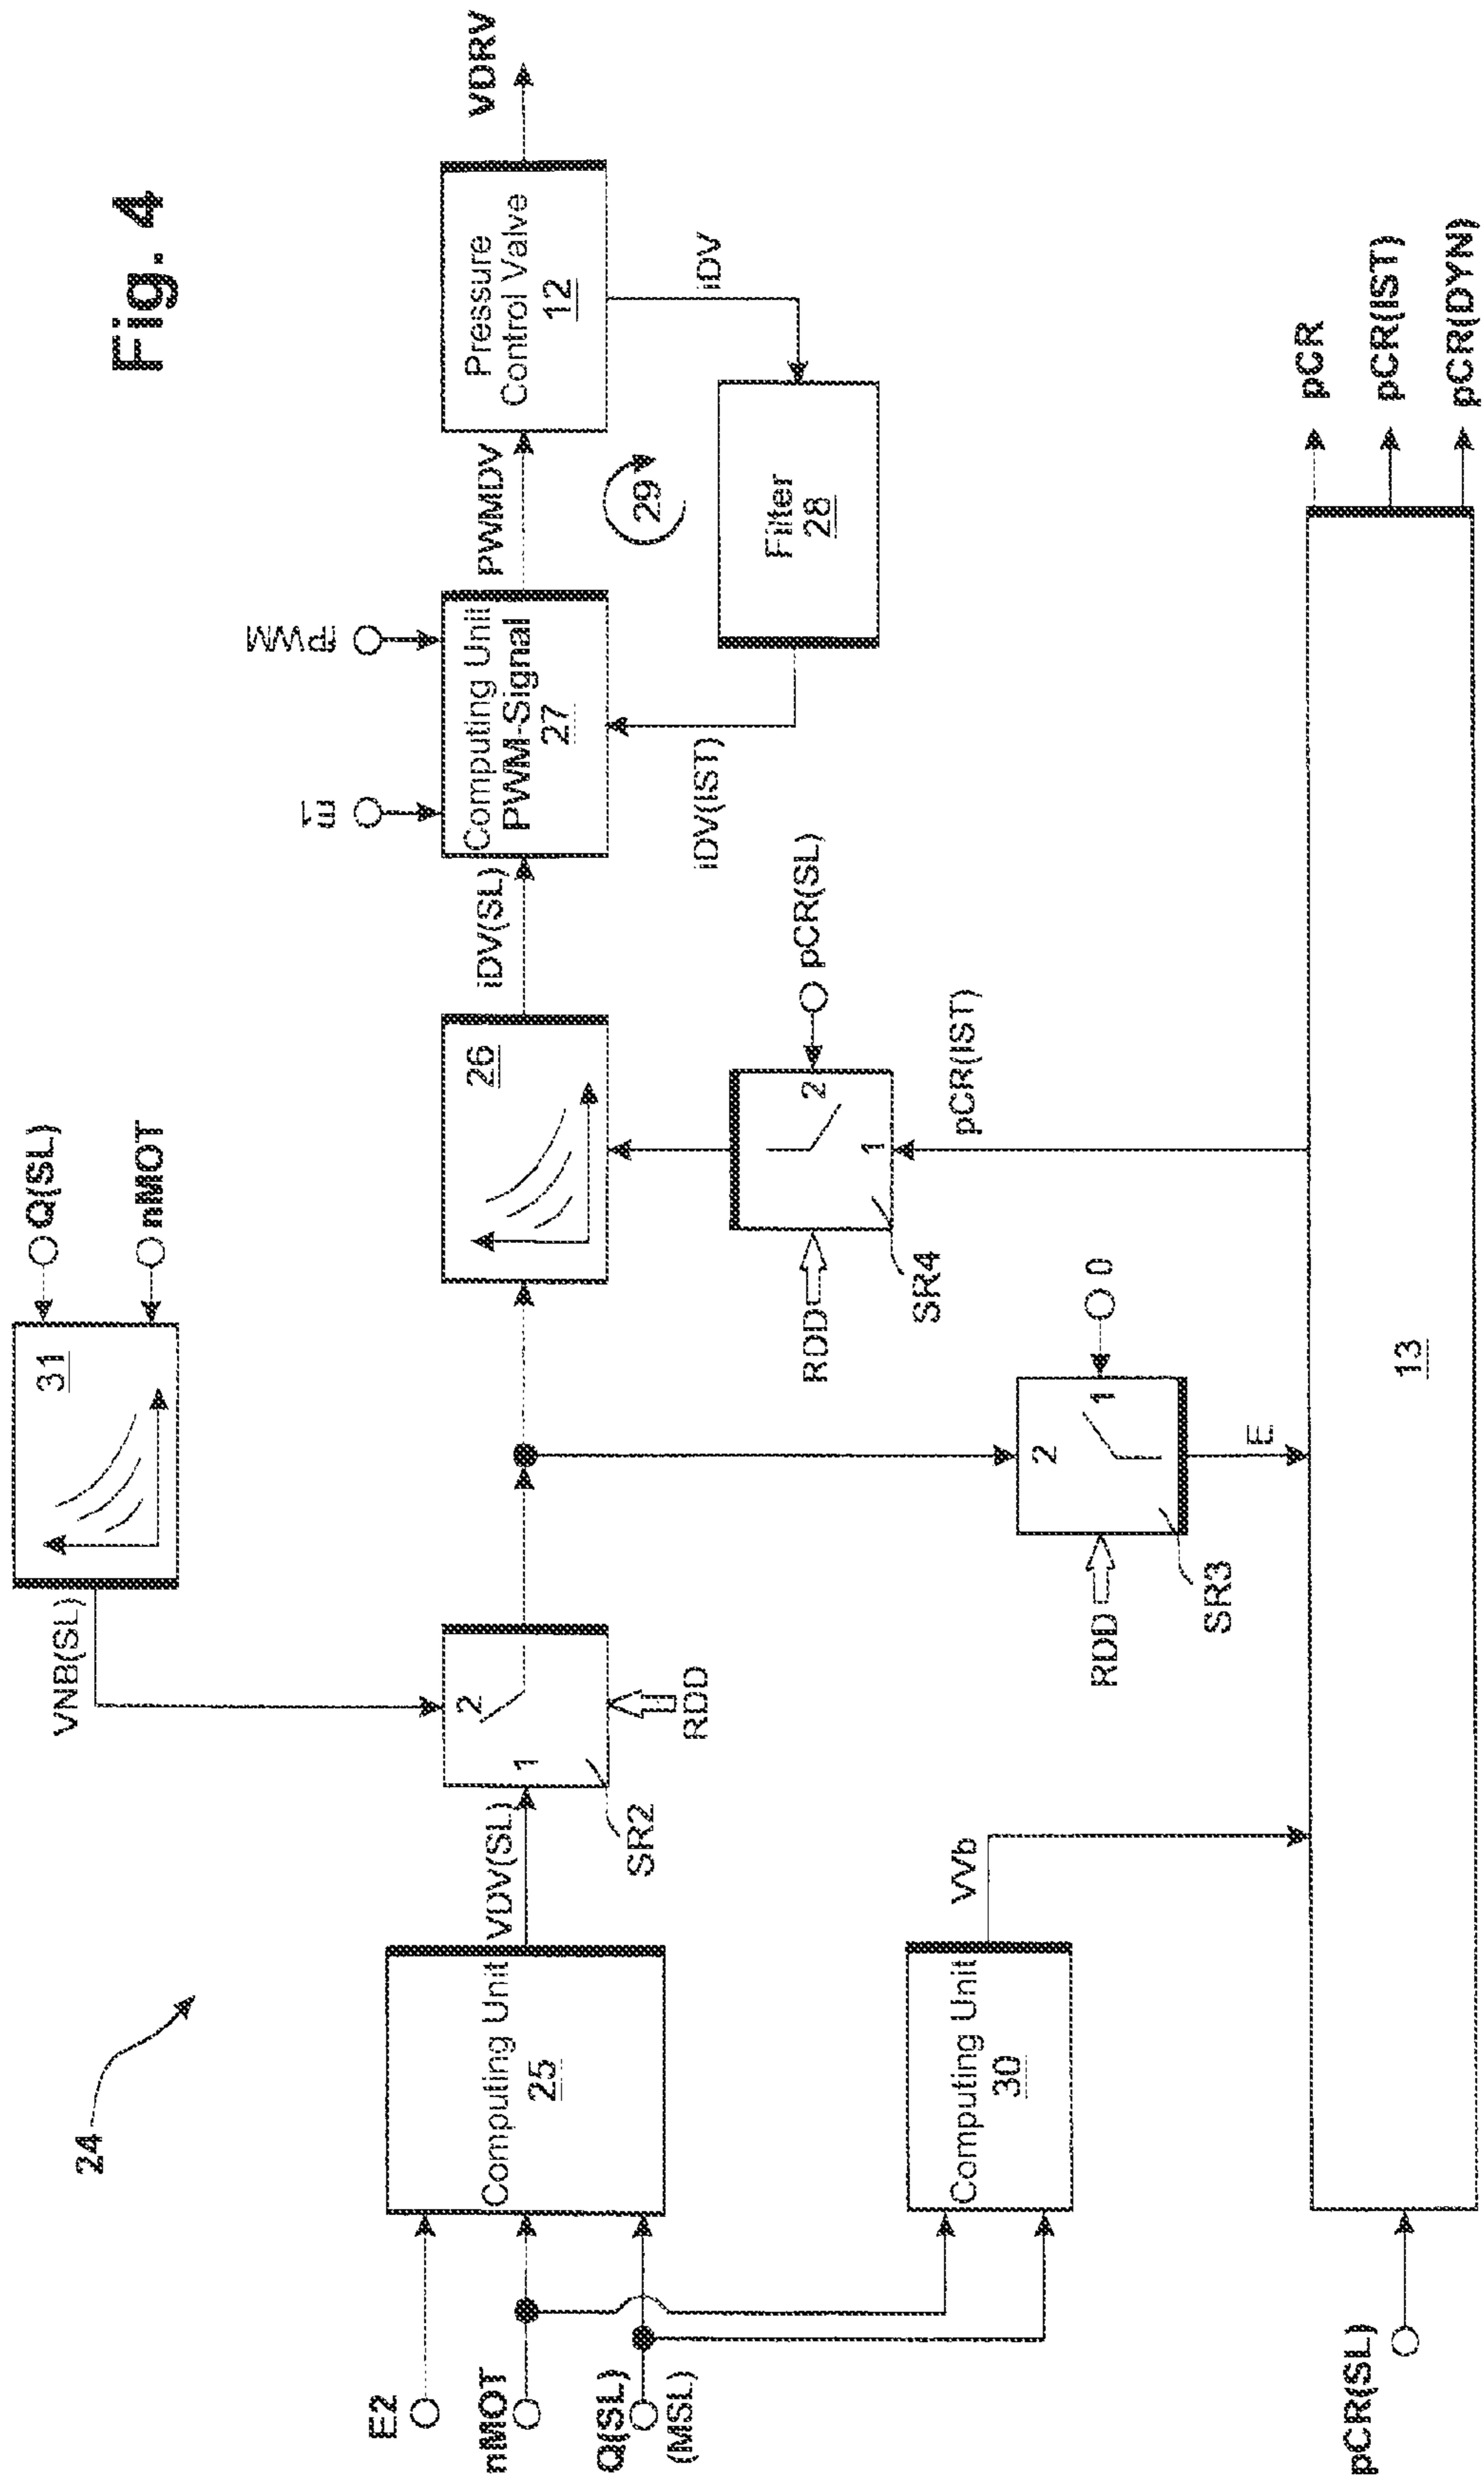 Fig. 4
24
Q(SL)
nMOT
31
VNB(SL)
E2
nMOT
Q(SL)
(MSL)
Computing Unit
25
VDV(SL)
1
2
SR2
RDD
26
iDV(SL)
E1
fPWM
Computing Unit
PWM-Signal
27
PWMDV
Pressure
Control Valve
12
VDRV
iDV
29
Filter
28
iDV(IST)
pCR(SL)
2
1
RDD
SR4
pCR(IST)
0
2
1
RDD
SR3
E
Computing Unit
30
VVb
pCR(SL)
13
pCR
pCR(IST)
pCR(DYN)